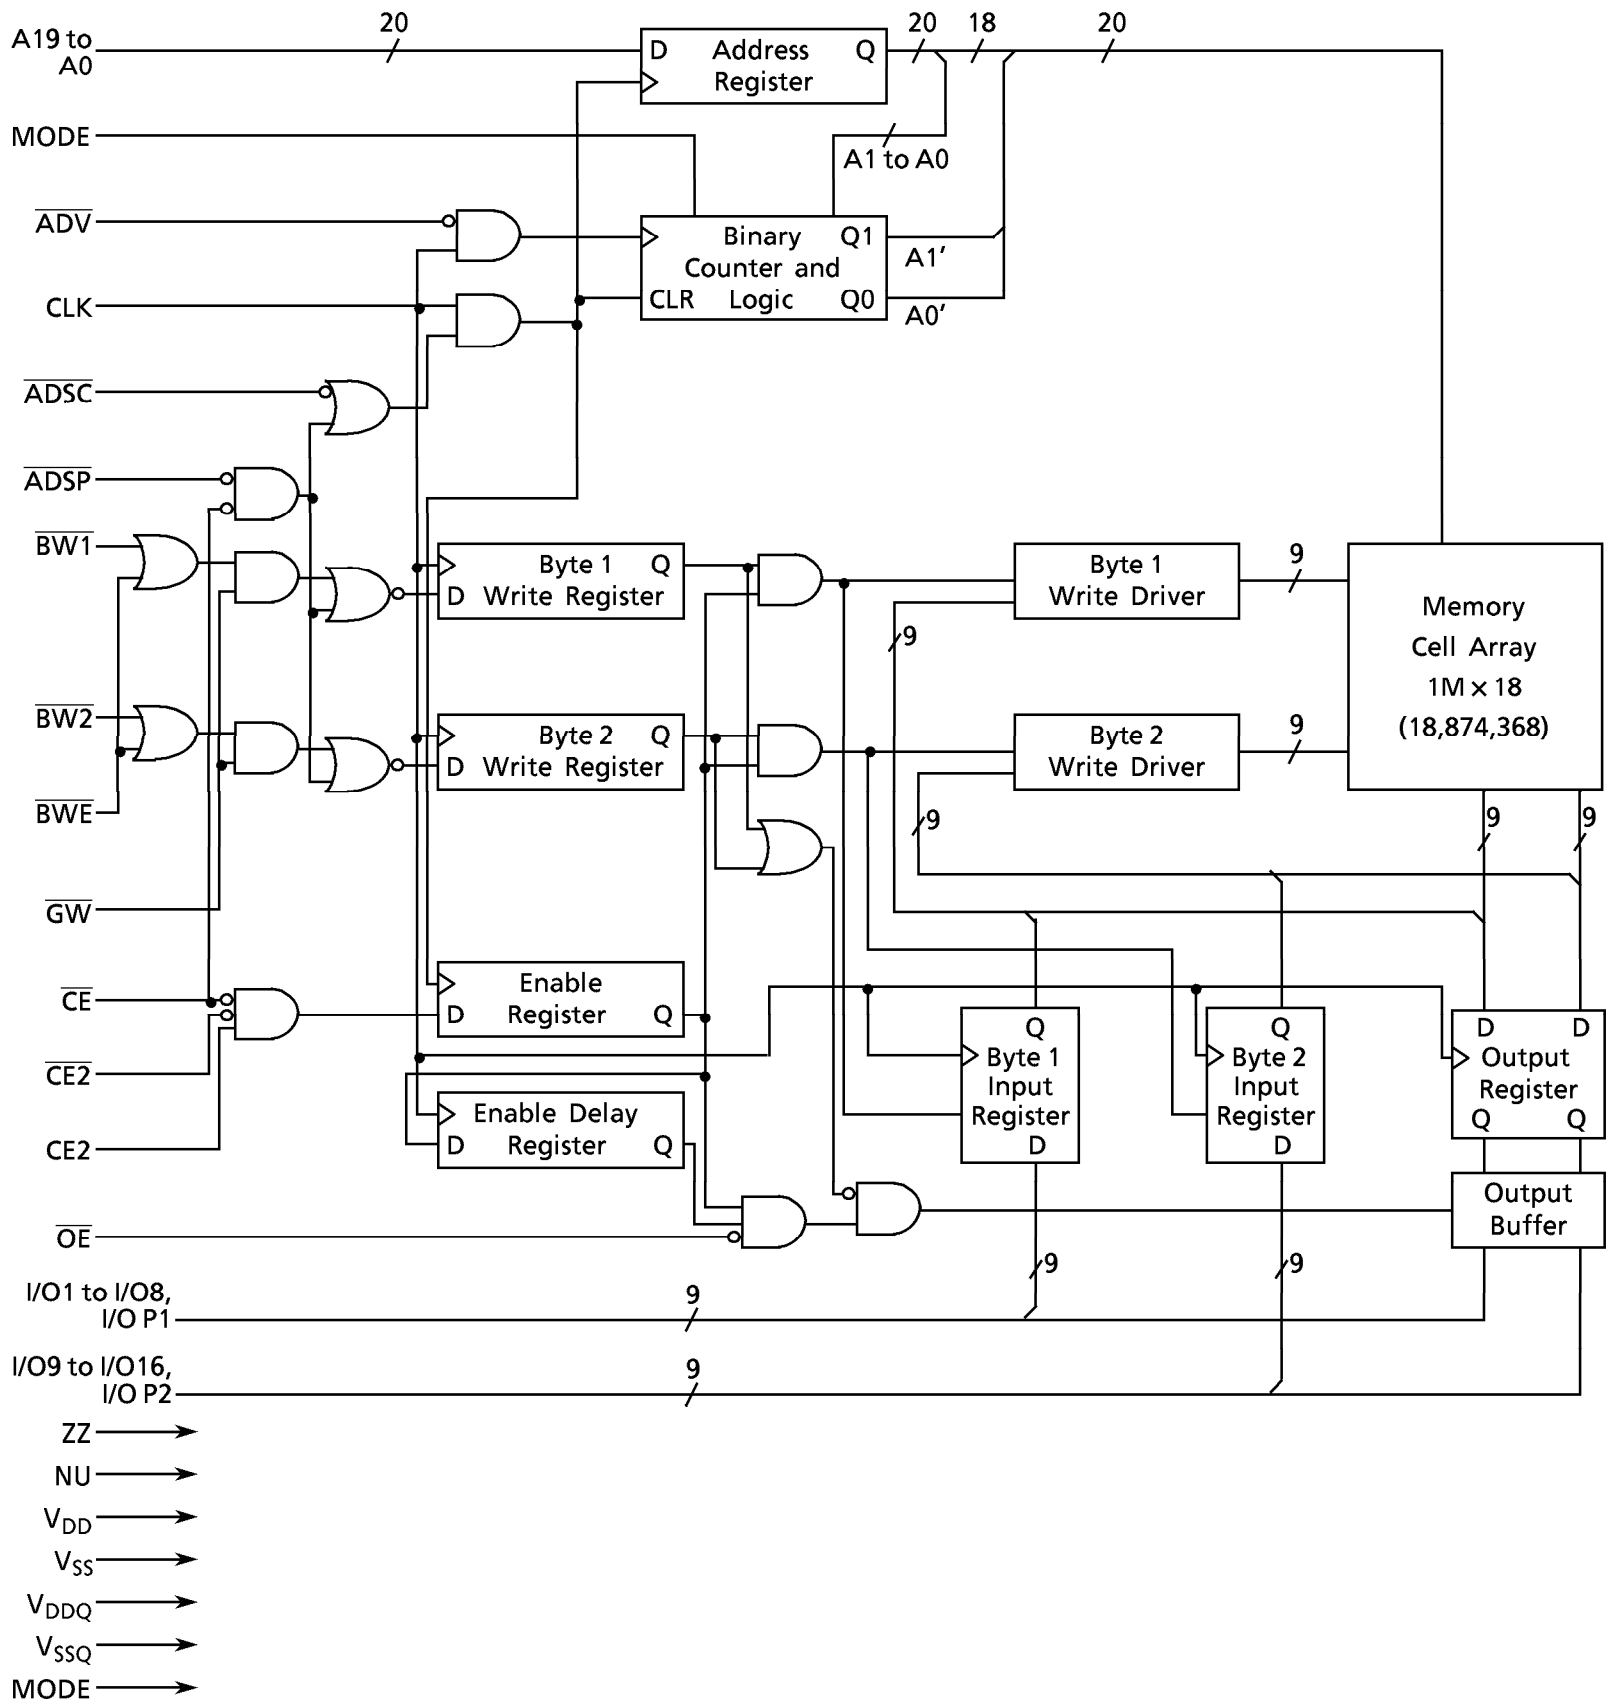 20
20
18
20
A19 to
A0
D Address Q
Register
MODE
A1 to A0
ADV
Binary Q1
Counter and
CLR Logic Q0
A1′
A0′
CLK
ADSC
ADSP
BW1
Byte 1 Q
D Write Register
Byte 1
Write Driver
9
9
Memory
Cell Array
1M × 18
(18,874,368)
BW2
Byte 2 Q
D Write Register
Byte 2
Write Driver
9
9
9
9
BWE
GW
CE
Enable
D Register Q
CE2
Enable Delay
D Register Q
CE2
Q
Byte 1
Input
Register
D
Q
Byte 2
Input
Register
D
D D
Output
Register
Q Q
Output
Buffer
OE
9
9
I/O1 to I/O8,
I/O P1
9
I/O9 to I/O16,
I/O P2
9
ZZ
NU
VDD
VSS
VDDQ
VSSQ
MODE